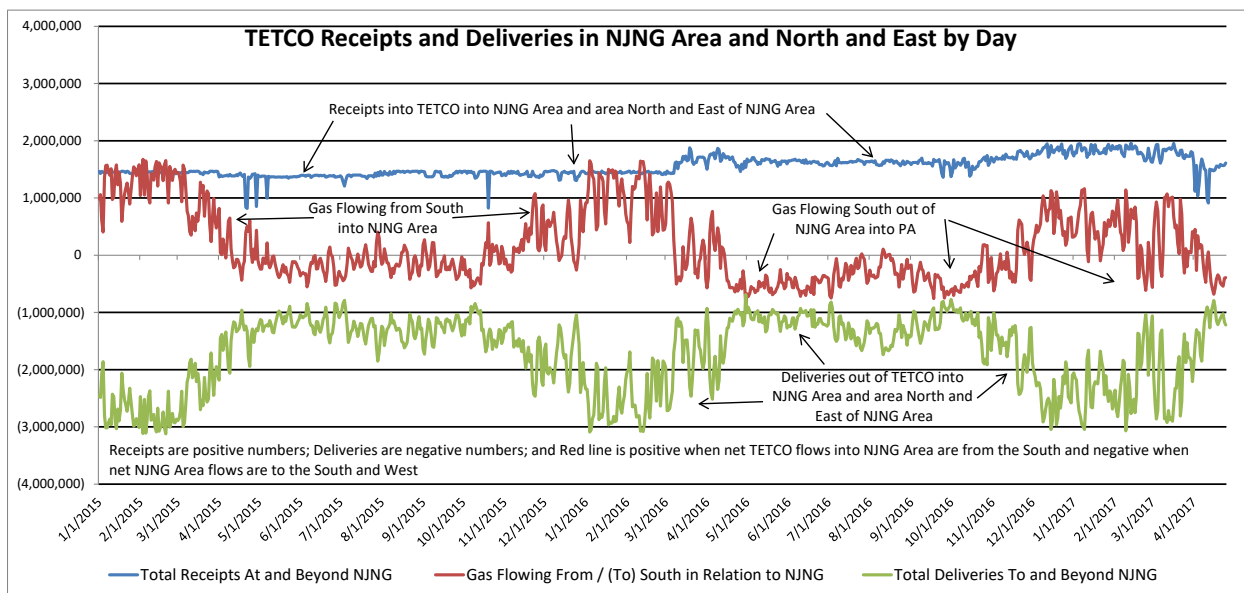 TETCO Receipts and Deliveries in NJNG Area and North and East by Day
4,000,000
3,000,000
2,000,000
1,000,000
0
(1,000,000)
(2,000,000)
(3,000,000)
(4,000,000)
Receipts into TETCO into NJNG Area and area North and East of NJNG Area
Gas Flowing from South
into NJNG Area
Gas Flowing South out of
NJNG Area into PA
Deliveries out of TETCO into
NJNG Area and area North and
East of NJNG Area
Receipts are positive numbers; Deliveries are negative numbers; and Red line is positive when net TETCO flows into NJNG Area are from the South and negative when
net NJNG Area flows are to the South and West
1/1/2015
2/1/2015
3/1/2015
4/1/2015
5/1/2015
6/1/2015
7/1/2015
8/1/2015
9/1/2015
10/1/2015
11/1/2015
12/1/2015
1/1/2016
2/1/2016
3/1/2016
4/1/2016
5/1/2016
6/1/2016
7/1/2016
8/1/2016
9/1/2016
10/1/2016
11/1/2016
12/1/2016
1/1/2017
2/1/2017
3/1/2017
4/1/2017
Total Receipts At and Beyond NJNG
Gas Flowing From / (To) South in Relation to NJNG
Total Deliveries To and Beyond NJNG